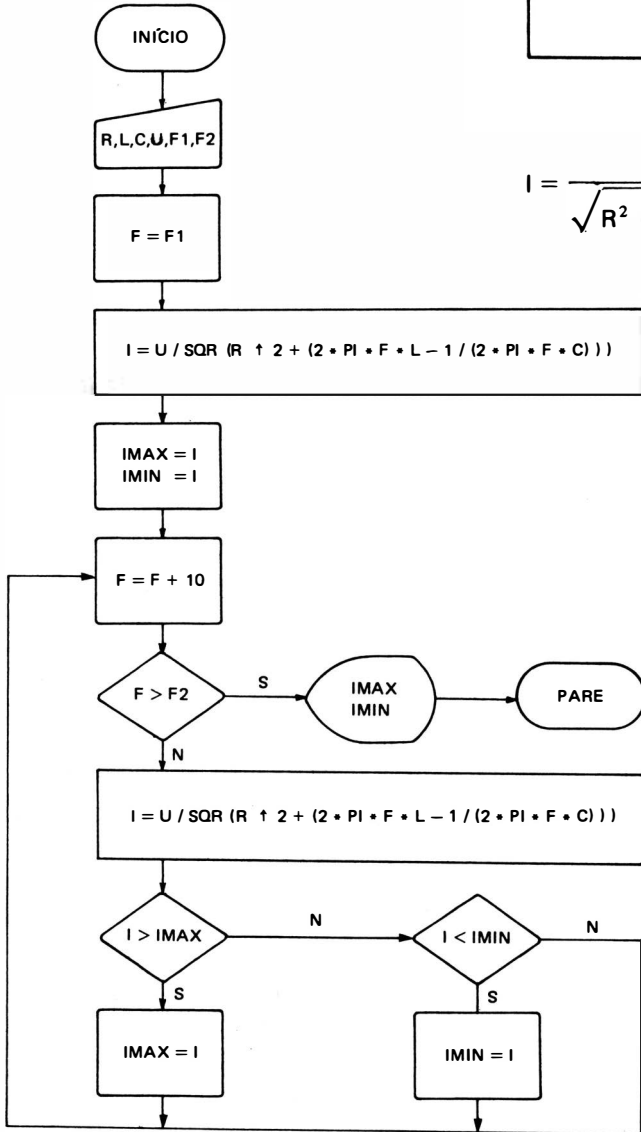 INÍCIO
R,L,C,U,F1,F2
I =
√ R²
F = F1
I = U / SQR (R ↑ 2 + (2 * PI * F * L – 1 / (2 * PI * F * C) ) )
IMAX = I
IMIN = I
F = F + 10
F > F2
S
IMAX
IMIN
PARE
N
I = U / SQR (R ↑ 2 + (2 * PI * F * L – 1 / (2 * PI * F * C) ) )
I > IMAX
N
I < IMIN
N
S
S
IMAX = I
IMIN = I